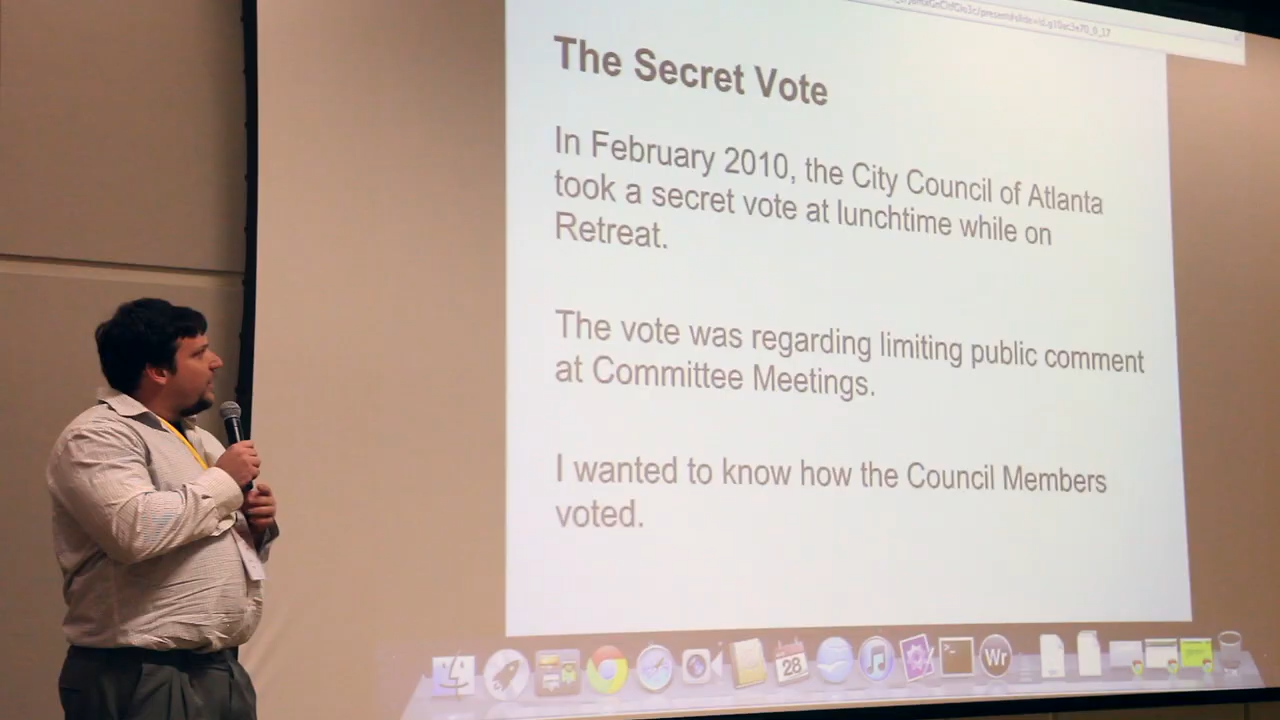 The Secret Vote
In February 2010, the City Council of Atlanta
took a secret vote at lunchtime while on
Retreat.
The vote was regarding limiting public comment
at Committee Meetings.
I wanted to know how the Council Members
voted.
28
Wr